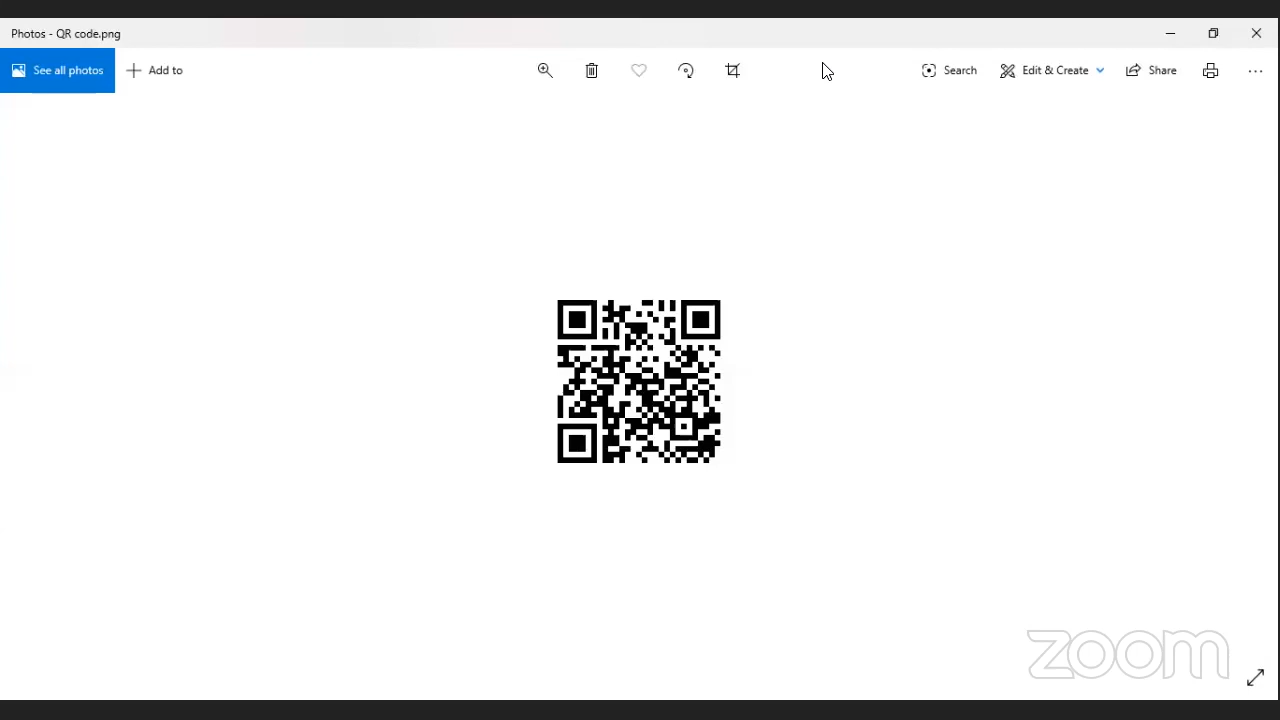 Photos - QR code.png
See all photos
Add to
Search
Edit & Create
Share
zoom